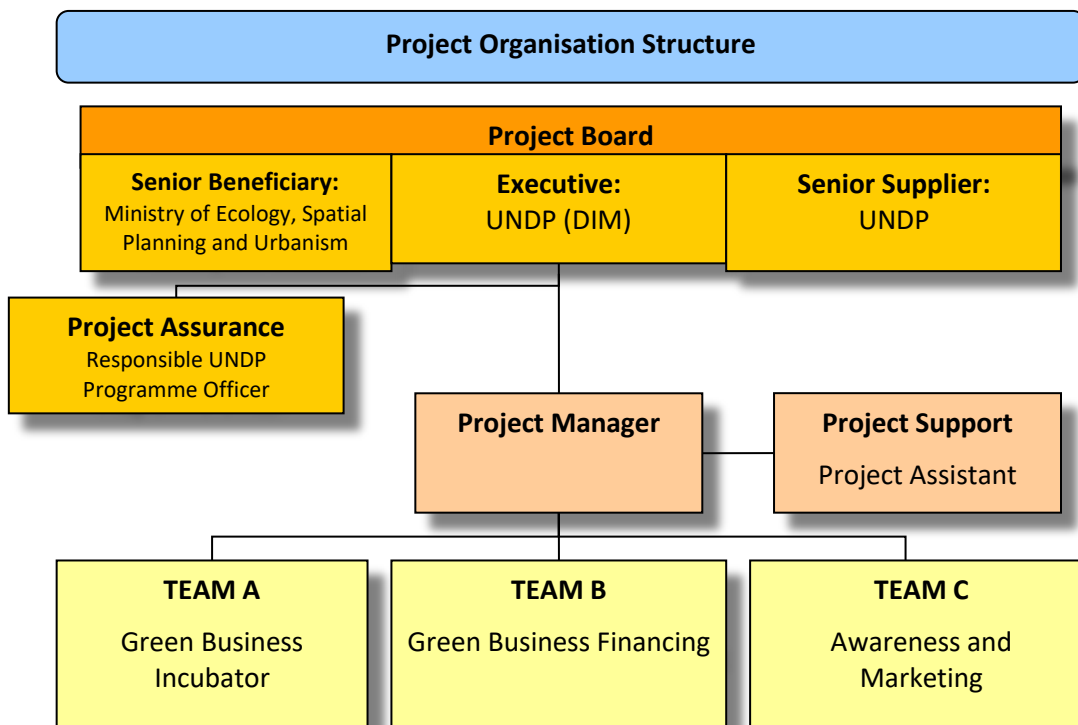 Project Organisation Structure
Project Board
Senior Beneficiary:
Ministry of Ecology, Spatial
Planning and Urbanism
Executive:
UNDP (DIM)
Senior Supplier:
UNDP
Project Assurance
Responsible UNDP
Programme Officer
Project Manager
Project Support
Project Assistant
TEAM A
Green Business
Incubator
TEAM B
Green Business Financing
TEAM C
Awareness and
Marketing